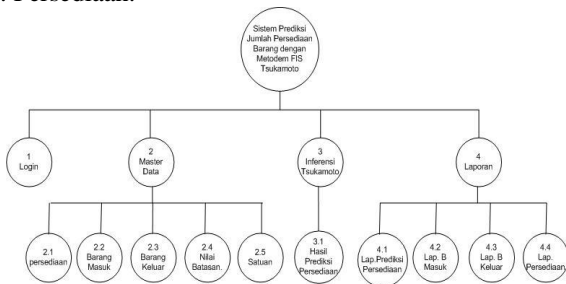 . Persediaan.
Sistem Prediksi
Jumlah Persediaan
Barang dengan
Metodem FIS
Tsukamoto
1
Login
2
Master
Data
3
Inferensi
Tsukamoto
4
Laporan
2.1
persediaan
2.2
Barang
Masuk
2.3
Barang
Keluar
2.4
Nilai
Batasan.
2.5
Satuan
3.1
Hasil
Prediksi
Persediaan
4.1
Lap.Prediksi
Persediaan
4.2
Lap. B
Masuk
4.3
Lap. B
Keluar
4.4
Lap.
Persediaan